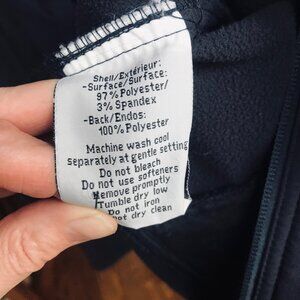 Shell/Extérieur:
-Surface/Surface:
97% Polyester/
3% Spandex
-Back/Endos:
100% Polyester
Machine wash cool
separately at gentle setting
Do not bleach
Do not use softeners
Remove promptly
Tumble dry low
Do not iron
not dry clean